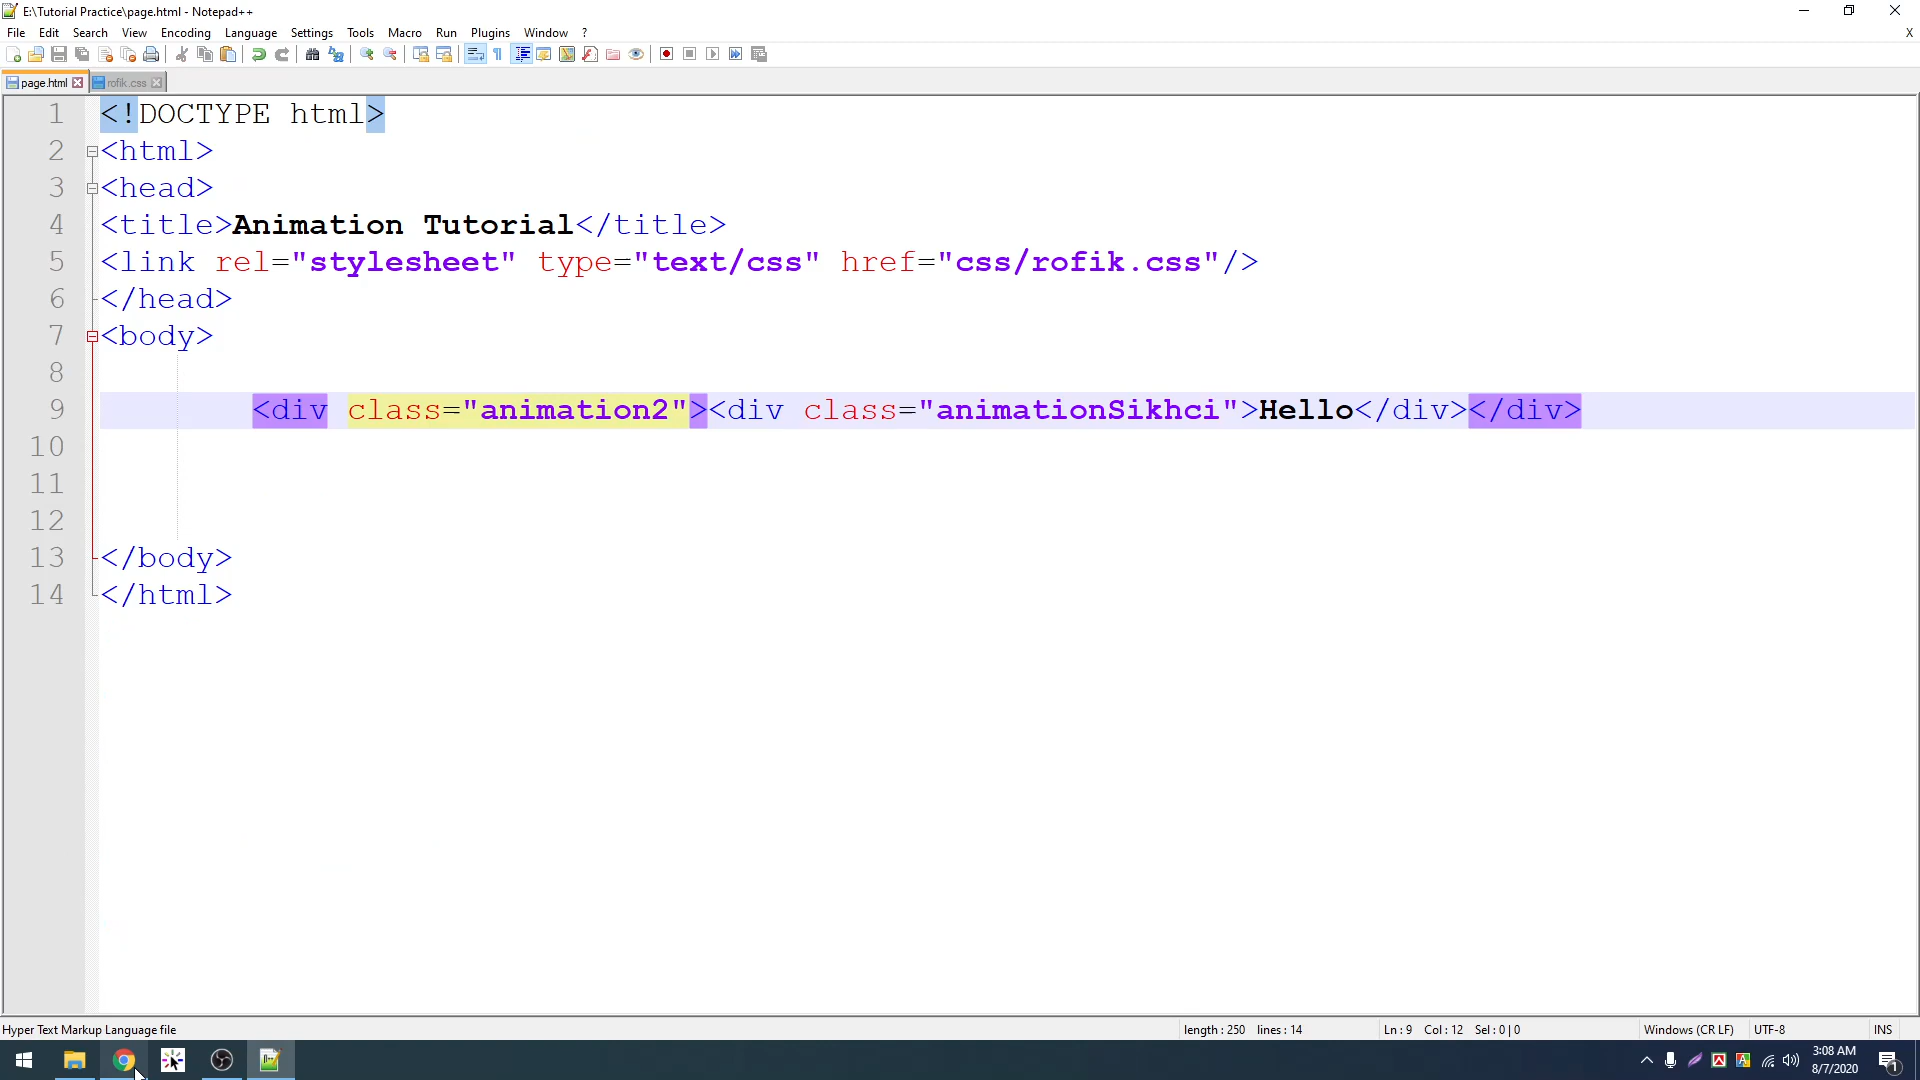 E:\Tutorial Practice\page.html - Notepad++
File Edit Search View Encoding Language Settings Tools Macro Run Plugins Window ? X
page.html rofik.css
1 <!DOCTYPE html>
2 <html>
3 <head>
4 <title>Animation Tutorial</title>
5 <link rel="stylesheet" type="text/css" href="css/rofik.css"/>
6 </head>
7 <body>
8
9 <div class="animation2"><div class="animationSikhci">Hello</div></div>
10
11
12
13 </body>
14 </html>
Hyper Text Markup Language file length : 250 lines : 14 Ln : 9 Col : 12 Sel : 0 | 0 Windows (CR LF) UTF-8 INS
3:08 AM
8/7/2020
1